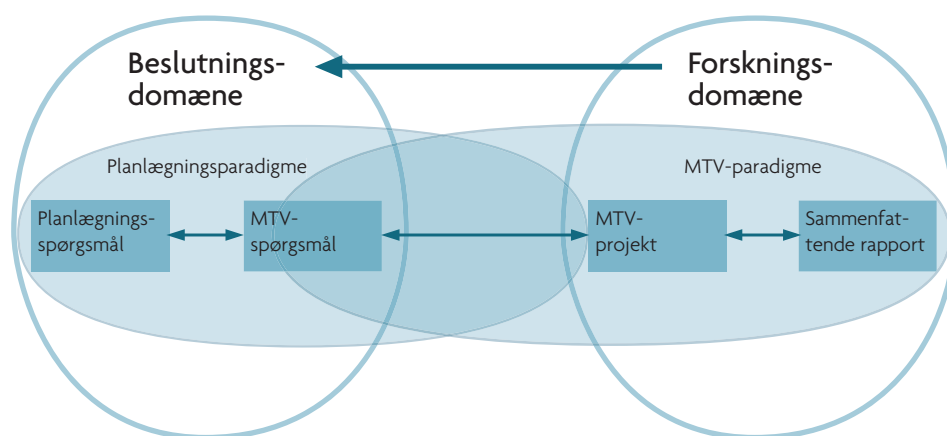 Beslutnings-
domæne
Forsknings-
domæne
Planlægningsparadigme
MTV-paradigme
Planlægnings-
spørgsmål
MTV-
spørgsmål
MTV-
projekt
Sammenfat-
tende rapport